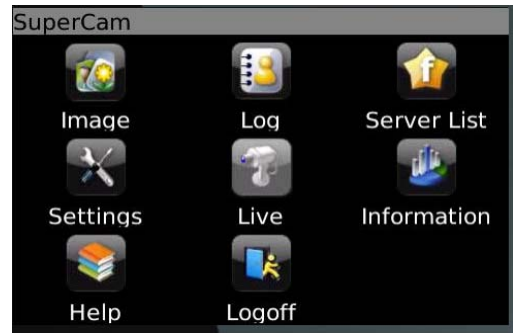 SuperCam
Image Log Server List
Settings Live Information
Help Logoff